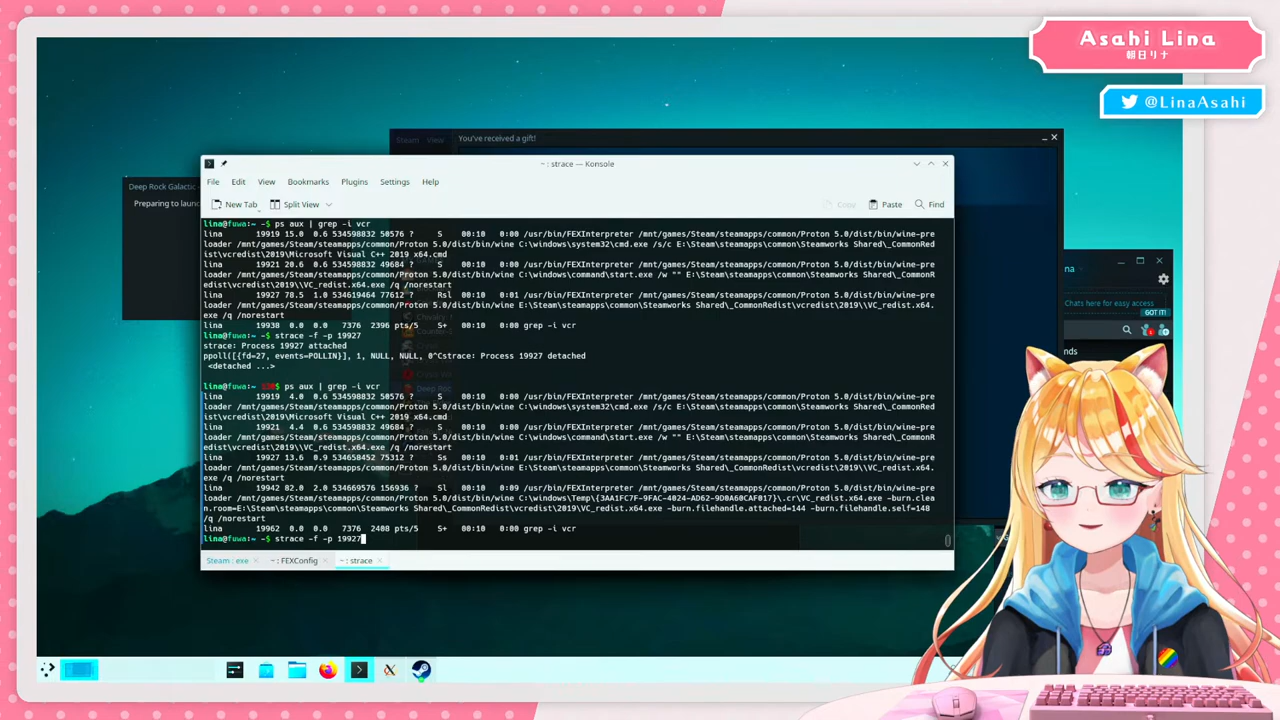 Asahi Lina
朝日リナ
@LinaAsahi
Steam View
You've received a gift!
Deep Rock Galactic
Preparing to launc
~ : strace — Konsole
File Edit View Bookmarks Plugins Settings Help
New Tab Split View Copy Paste Find
lina@fuwa:~ -$ ps aux | grep -i vcr
lina 19919 15.0 0.6 534598832 50576 ? S 00:10 0:00 /usr/bin/FEXInterpreter /mnt/games/Steam/steamapps/common/Proton 5.0/dist/bin/wine-pre
loader /mnt/games/Steam/steamapps/common/Proton 5.0/dist/bin/wine C:\windows\system32\cmd.exe /s/c E:\Steam\steamapps\common\Steamworks Shared\_CommonRed
ist\vcredist\2019\Microsoft Visual C++ 2019 x64.cmd
lina 19921 20.6 0.6 534598832 49684 ? S 00:10 0:00 /usr/bin/FEXInterpreter /mnt/games/Steam/steamapps/common/Proton 5.0/dist/bin/wine-pre
loader /mnt/games/Steam/steamapps/common/Proton 5.0/dist/bin/wine C:\windows\command\start.exe /w "" E:\Steam\steamapps\common\Steamworks Shared\_CommonR
edist\vcredist\2019\\VC_redist.x64.exe /q /norestart
lina 19927 78.5 1.0 534619464 77612 ? Rsl 00:10 0:01 /usr/bin/FEXInterpreter /mnt/games/Steam/steamapps/common/Proton 5.0/dist/bin/wine-pre
loader /mnt/games/Steam/steamapps/common/Proton 5.0/dist/bin/wine E:\Steam\steamapps\common\Steamworks Shared\_CommonRedist\vcredist\2019\VC_redist.x64.
exe /q /norestart
lina 19938 0.0 0.0 7376 2396 pts/5 S+ 00:10 0:00 grep -i vcr
lina@fuwa:~ -$ strace -f -p 19927
strace: Process 19927 attached
ppoll([{fd=27, events=POLLIN}], 1, NULL, NULL, 0^Cstrace: Process 19927 detached
<detached ...>
lina@fuwa:~ 130$ ps aux | grep -i vcr
lina 19919 4.0 0.6 534598832 50576 ? S 00:10 0:00 /usr/bin/FEXInterpreter /mnt/games/Steam/steamapps/common/Proton 5.0/dist/bin/wine-pre
loader /mnt/games/Steam/steamapps/common/Proton 5.0/dist/bin/wine C:\windows\system32\cmd.exe /s/c E:\Steam\steamapps\common\Steamworks Shared\_CommonRed
ist\vcredist\2019\Microsoft Visual C++ 2019 x64.cmd
lina 19921 4.4 0.6 534598832 49684 ? S 00:10 0:00 /usr/bin/FEXInterpreter /mnt/games/Steam/steamapps/common/Proton 5.0/dist/bin/wine-pre
loader /mnt/games/Steam/steamapps/common/Proton 5.0/dist/bin/wine C:\windows\command\start.exe /w "" E:\Steam\steamapps\common\Steamworks Shared\_CommonR
edist\vcredist\2019\\VC_redist.x64.exe /q /norestart
lina 19927 13.6 0.9 534658452 75312 ? Ss 00:10 0:01 /usr/bin/FEXInterpreter /mnt/games/Steam/steamapps/common/Proton 5.0/dist/bin/wine-pre
loader /mnt/games/Steam/steamapps/common/Proton 5.0/dist/bin/wine E:\Steam\steamapps\common\Steamworks Shared\_CommonRedist\vcredist\2019\VC_redist.x64.
exe /q /norestart
lina 19942 82.0 2.0 534669576 156936 ? Sl 00:10 0:09 /usr/bin/FEXInterpreter /mnt/games/Steam/steamapps/common/Proton 5.0/dist/bin/wine-pre
loader /mnt/games/Steam/steamapps/common/Proton 5.0/dist/bin/wine C:\windows\Temp\{3AA1FC7F-9FAC-4024-AD62-9D0A60CAF017}\.cr\VC_redist.x64.exe -burn.clea
n.room=E:\Steam\steamapps\common\Steamworks Shared\_CommonRedist\vcredist\2019\VC_redist.x64.exe -burn.filehandle.attached=144 -burn.filehandle.self=148
/q /norestart
lina 19962 0.0 0.0 7376 2408 pts/5 S+ 00:10 0:00 grep -i vcr
lina@fuwa:~ -$ strace -f -p 19927
Steam : exe ~ : FEXConfig ~ : strace
na
Chats here for easy access
GOT IT!
nds